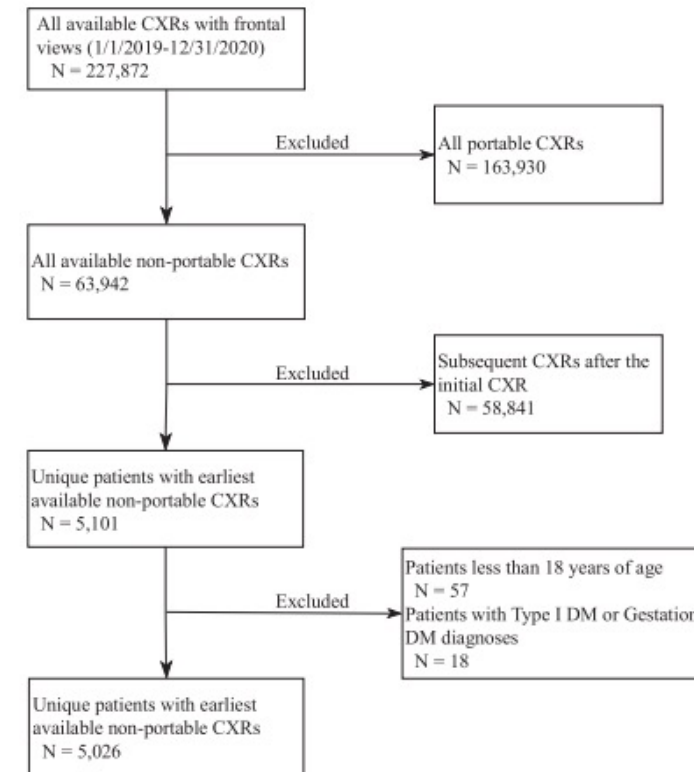 All available CXRs with frontal
views (1/1/2019-12/31/2020)
N = 227,872
Excluded
All portable CXRs
N = 163,930
All available non-portable CXRs
N = 63,942
Excluded
Subsequent CXRs after the
initial CXR
N = 58,841
Unique patients with earliest
available non-portable CXRs
N = 5,101
Excluded
Patients less than 18 years of age
N = 57
Patients with Type I DM or Gestation
DM diagnoses
N = 18
Unique patients with earliest
available non-portable CXRs
N = 5,026